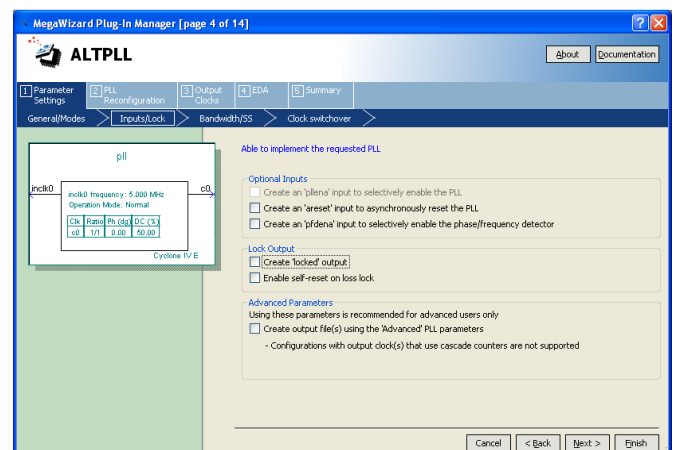 MegaWizard Plug-In Manager [page 4 of 14]
ALTPLL
About Documentation
1 Parameter Settings 2 PLL Reconfiguration 3 Output Clocks 4 EDA 5 Summary
General/Modes Inputs/Lock Bandwidth/SS Clock switchover
pll
inclk0 c0
inclk0 frequency: 5.000 MHz
Operation Mode: Normal
Clk Ratio Ph (dg) DC (%)
c0 1/1 0.00 50.00
Cyclone IV E
Able to implement the requested PLL
Optional Inputs
Create an 'pllena' input to selectively enable the PLL
Create an 'areset' input to asynchronously reset the PLL
Create an 'pfdena' input to selectively enable the phase/frequency detector
Lock Output
Create 'locked' output
Enable self-reset on loss lock
Advanced Parameters
Using these parameters is recommended for advanced users only
Create output file(s) using the 'Advanced' PLL parameters
- Configurations with output clock(s) that use cascade counters are not supported
Cancel < Back Next > Finish